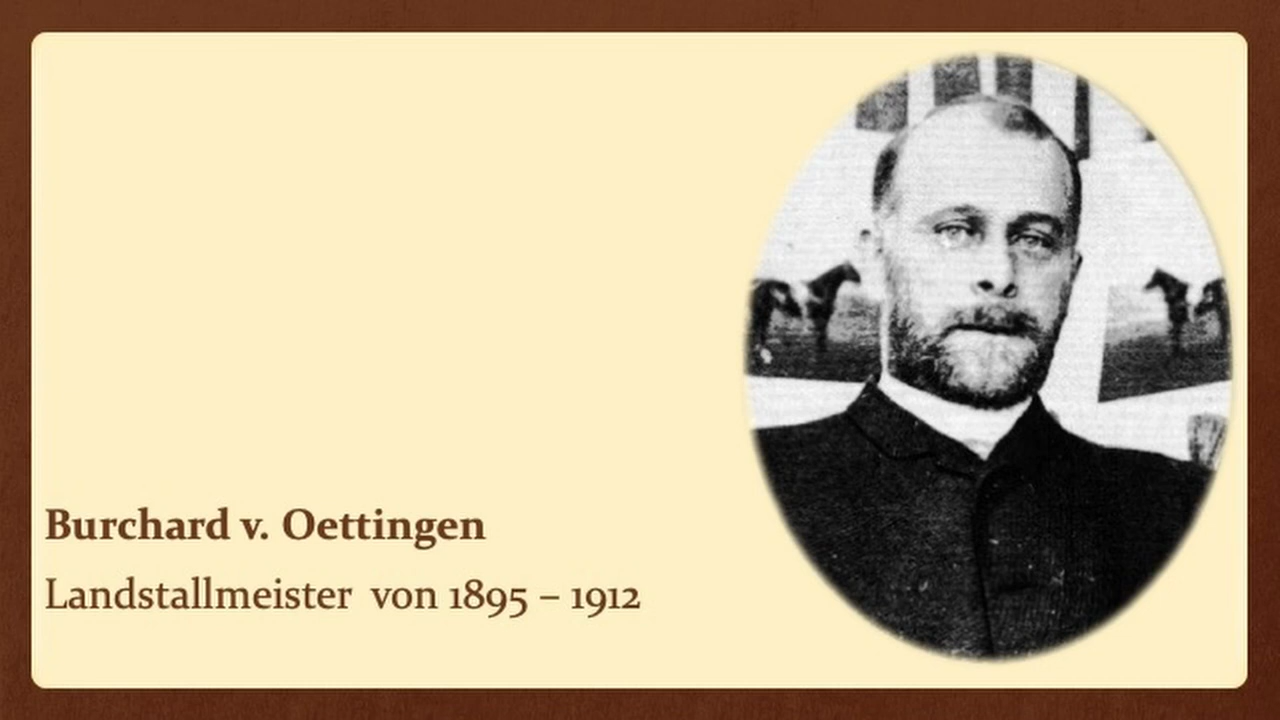 Burchard v. Oettingen
Landstallmeister von 1895 – 1912